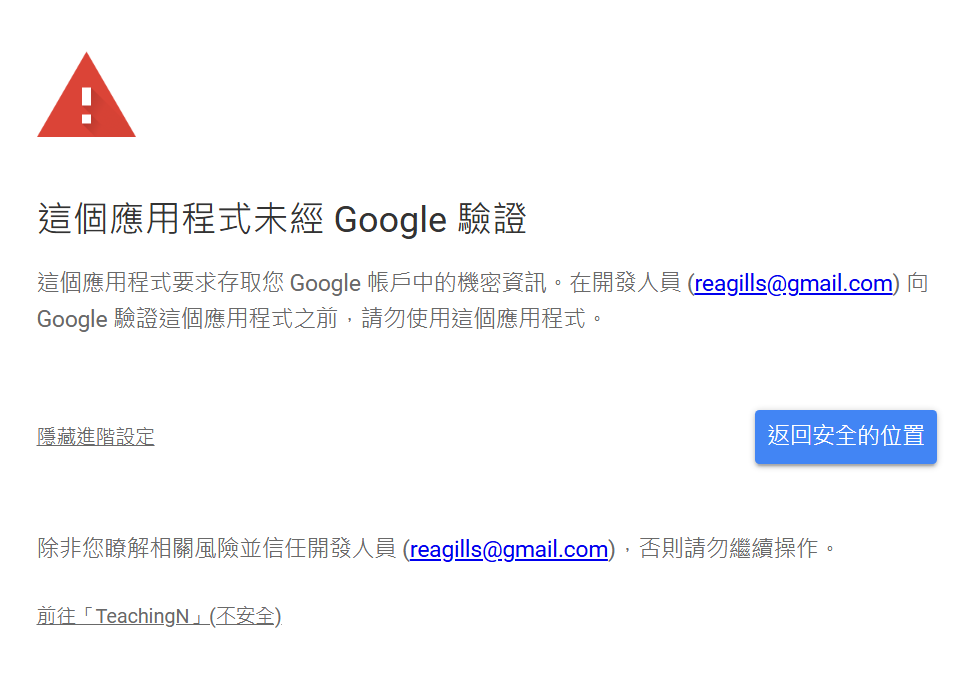 這個應用程式未經 Google 驗證
這個應用程式要求存取您 Google 帳戶中的機密資訊。在開發人員 (reagills@gmail.com) 向
Google 驗證這個應用程式之前，請勿使用這個應用程式。
隱藏進階設定
返回安全的位置
除非您瞭解相關風險並信任開發人員 (reagills@gmail.com)，否則請勿繼續操作。
前往「TeachingN」(不安全)